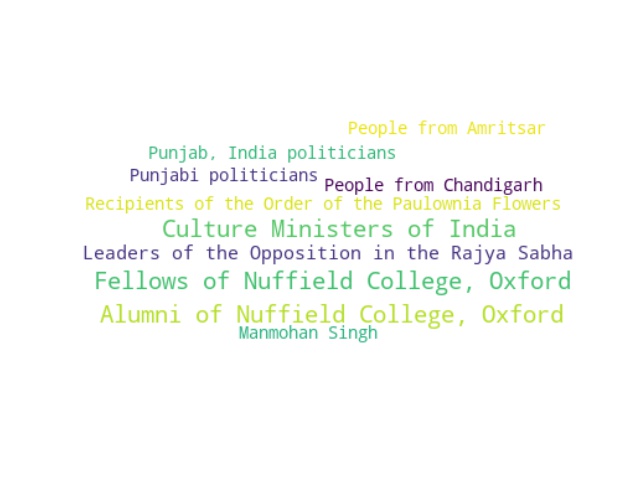 People from Amritsar
Punjab, India politicians
Punjabi politicians
People from Chandigarh
Recipients of the Order of the Paulownia Flowers
Culture Ministers of India
Leaders of the Opposition in the Rajya Sabha
Fellows of Nuffield College, Oxford
Alumni of Nuffield College, Oxford
Manmohan Singh